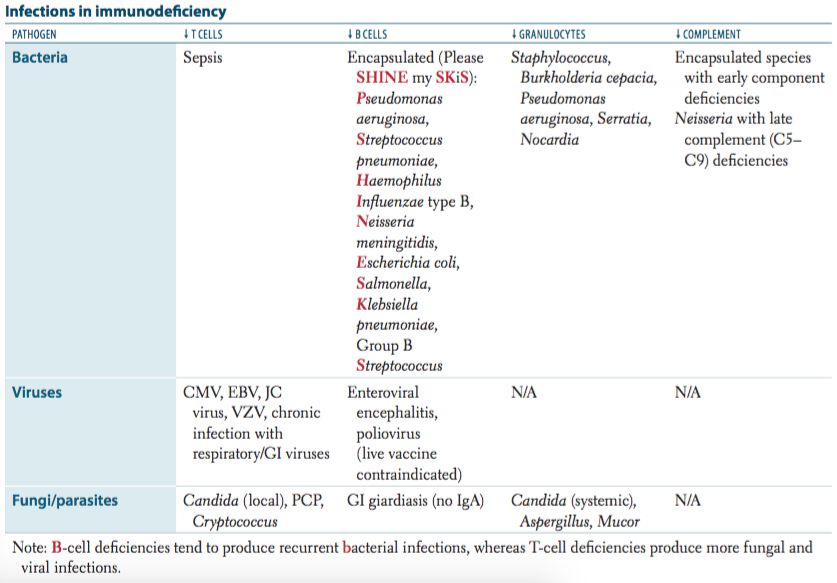 Infections in immunodeficiency
PATHOGEN
↓ T CELLS
↓ B CELLS
↓ GRANULOCYTES
↓ COMPLEMENT
Bacteria
Sepsis
Encapsulated (Please
SHINE my SKiS):
Pseudomonas
aeruginosa,
Streptococcus
pneumoniae,
Haemophilus
Influenzae type B,
Neisseria
meningitidis,
Escherichia coli,
Salmonella,
Klebsiella
pneumoniae,
Group B
Streptococcus
Staphylococcus,
Burkholderia cepacia,
Pseudomonas
aeruginosa, Serratia,
Nocardia
Encapsulated species
with early component
deficiencies
Neisseria with late
complement (C5–
C9) deficiencies
Viruses
CMV, EBV, JC
virus, VZV, chronic
infection with
respiratory/GI viruses
Enteroviral
encephalitis,
poliovirus
(live vaccine
contraindicated)
N/A
N/A
Fungi/parasites
Candida (local), PCP,
Cryptococcus
GI giardiasis (no IgA)
Candida (systemic),
Aspergillus, Mucor
N/A
Note: B-cell deficiencies tend to produce recurrent bacterial infections, whereas T-cell deficiencies produce more fungal and
viral infections.